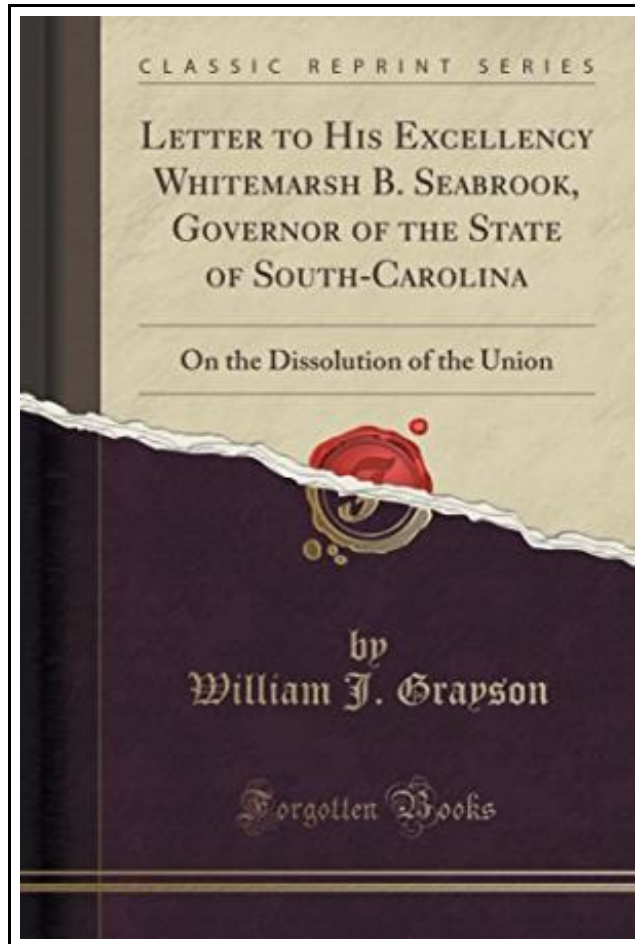 CLASSIC REPRINT SERIES
LETTER TO HIS EXCELLENCY
WHITEMARSH B. SEABROOK,
GOVERNOR OF THE STATE
OF SOUTH-CAROLINA
On the Dissolution of the Union
by
William J. Grayson
Forgotten Books